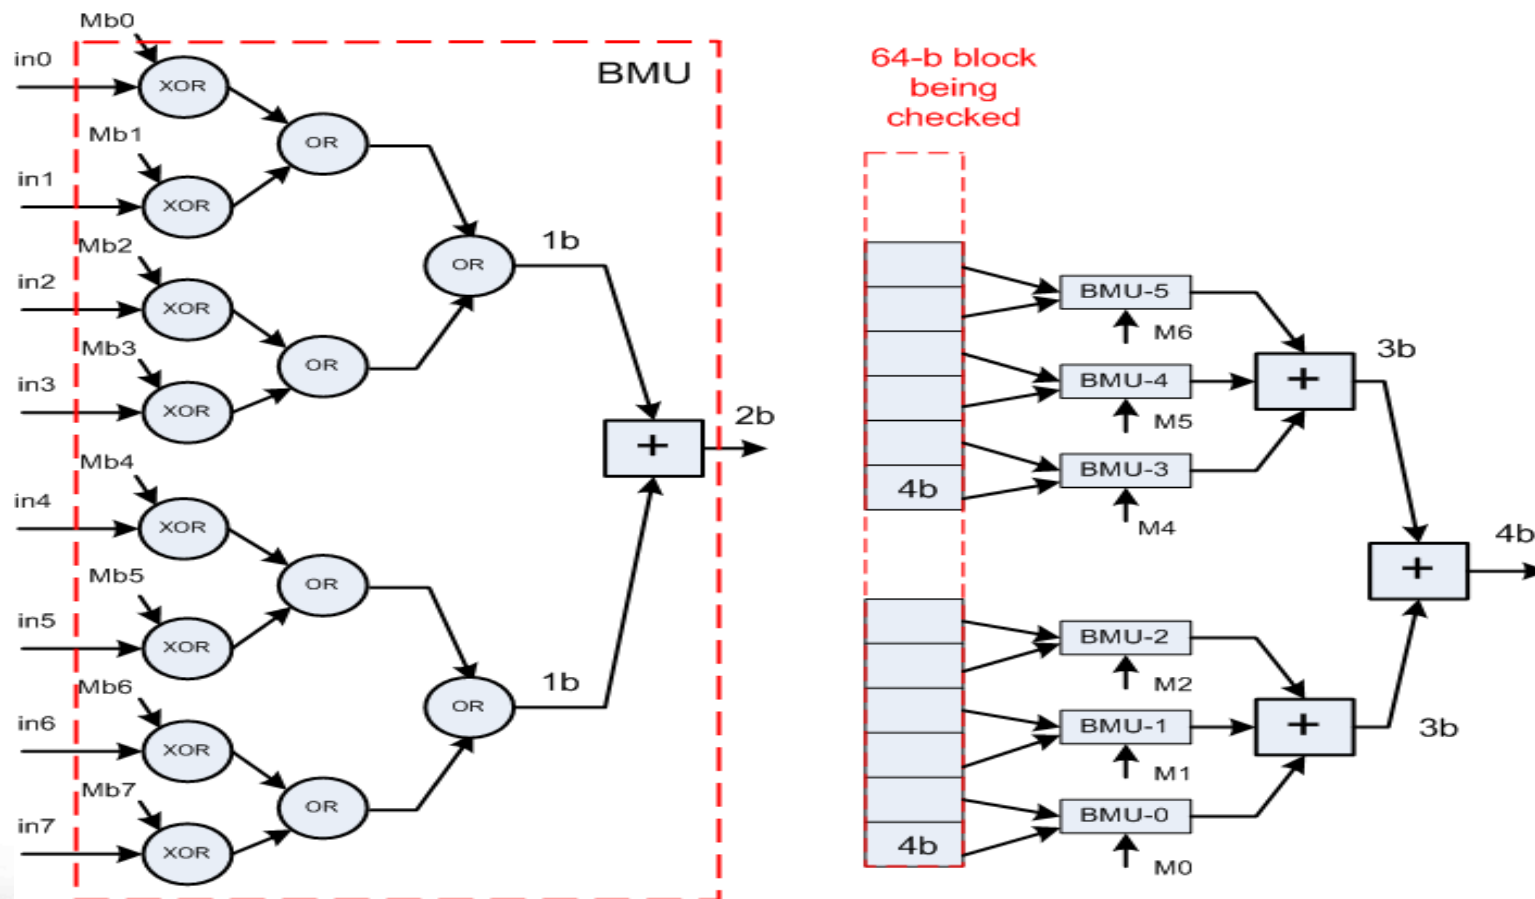 Mb0
in0
XOR
BMU
OR
Mb1
in1
XOR
Mb2
in2
XOR
OR
1b
Mb3
in3
XOR
OR
+
2b
Mb4
in4
XOR
OR
Mb5
in5
XOR
Mb6
in6
XOR
OR
1b
Mb7
in7
XOR
OR
64-b block
being
checked
BMU-5
M6
BMU-4
M5
+
3b
BMU-3
M4
4b
+
4b
BMU-2
M2
BMU-1
M1
+
3b
BMU-0
M0
4b